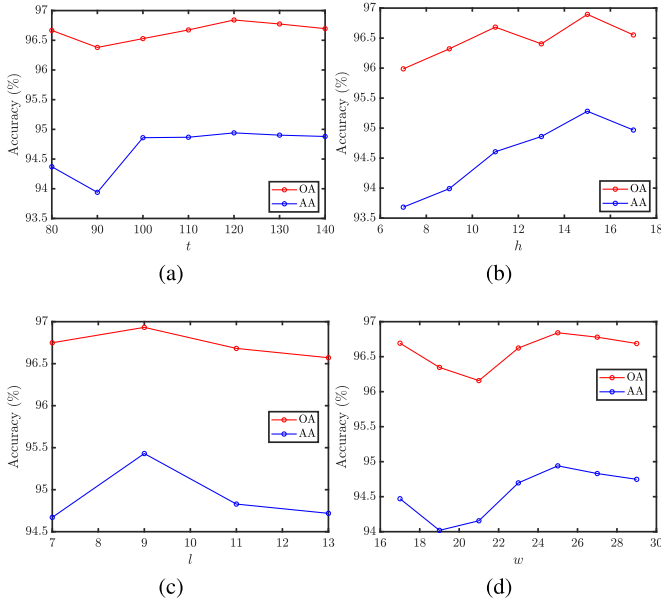 97
96.5
96
95.5
95
94.5
94
93.5
Accuracy (%)
OA
AA
80 90 100 110 120 130 140
t
(a)
97
96.5
96
95.5
95
94.5
94
93.5
Accuracy (%)
OA
AA
6 8 10 12 14 16 18
h
(b)
97
96.5
96
95.5
95
94.5
Accuracy (%)
OA
AA
7 8 9 10 11 12 13
l
(c)
97
96.5
96
95.5
95
94.5
94
Accuracy (%)
OA
AA
16 18 20 22 24 26 28 30
w
(d)